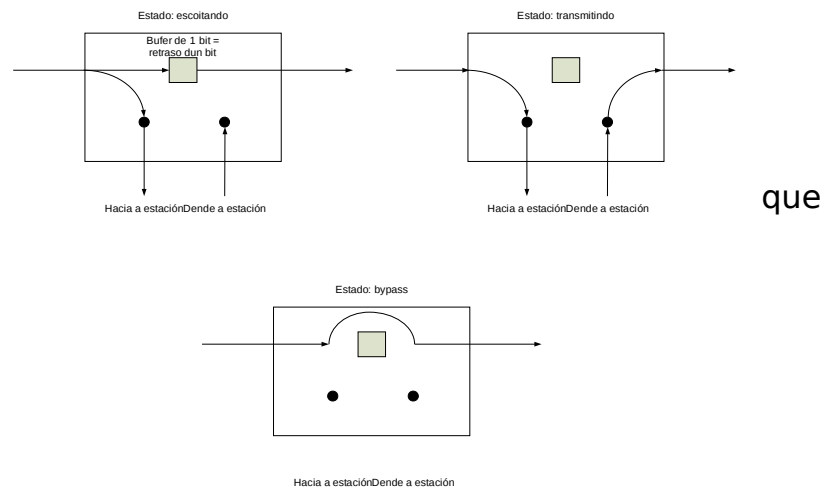 Estado: escoitando
Estado: transmitindo
Bufer de 1 bit =
retraso dun bit
Hacia a estaciónDende a estación
Hacia a estaciónDende a estación
que
Estado: bypass
Hacia a estaciónDende a estación